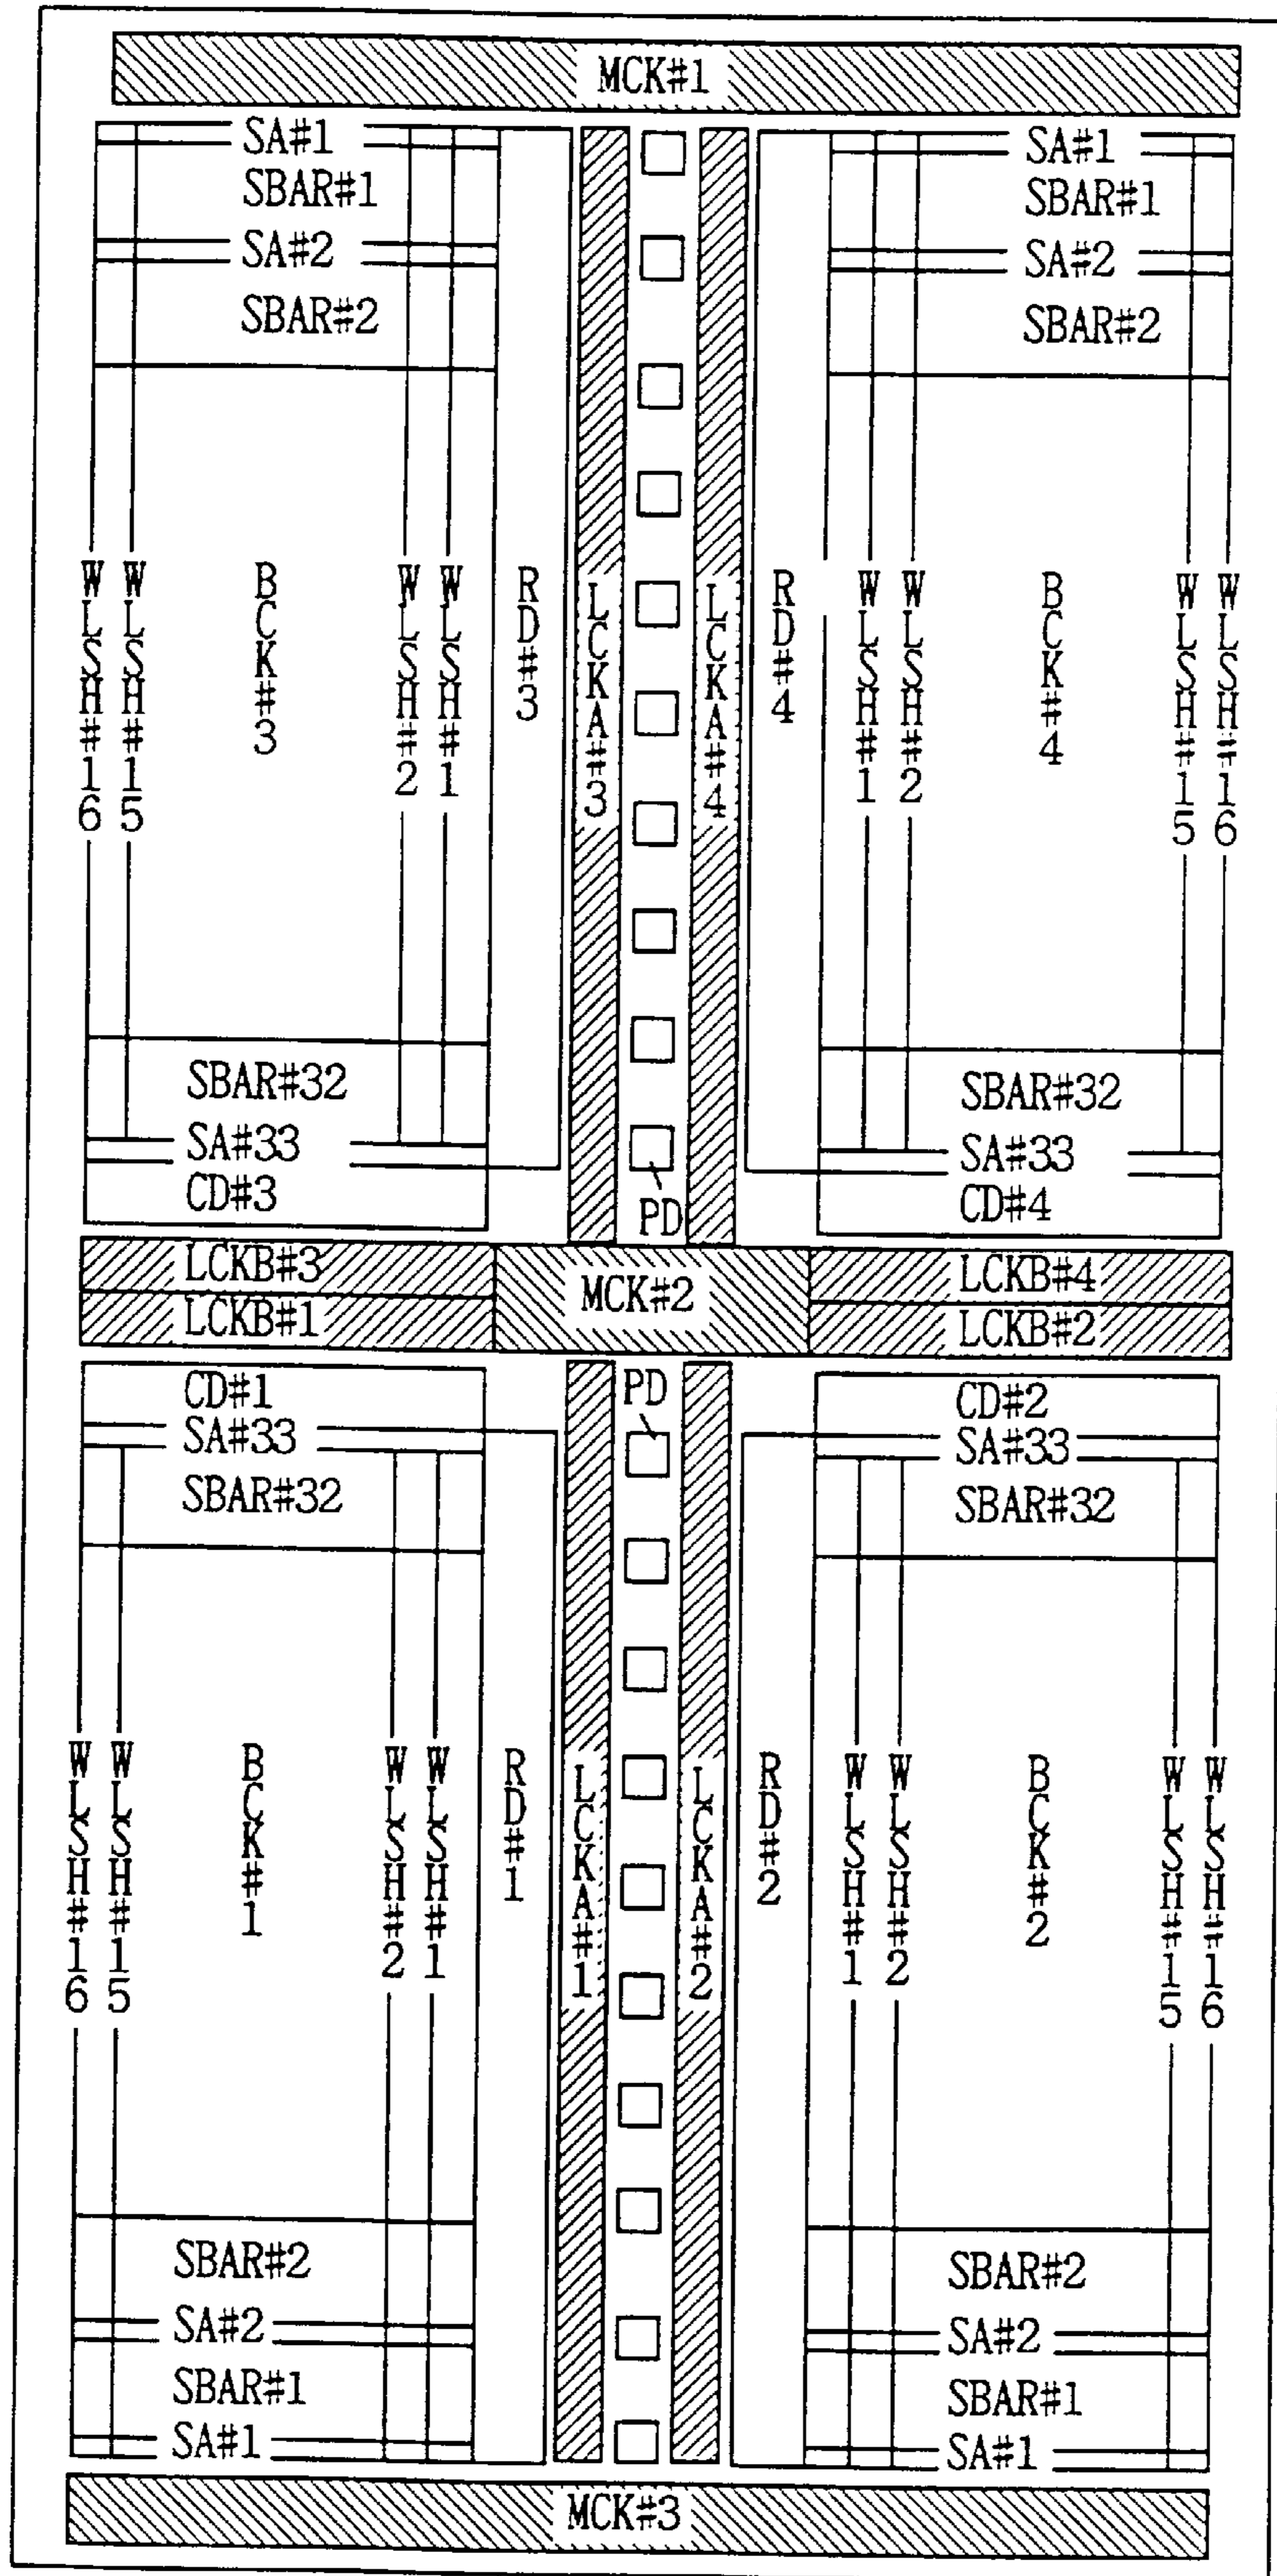 MCK#1
SA#1
SBAR#1
SA#2
SBAR#2
SA#1
SBAR#1
SA#2
SBAR#2
WLSH#16
WLSH#15
BCK#3
WLSH#2
WLSH#1
RD#3
LCKA#3
LCKA#4
RD#4
WLSH#1
WLSH#2
BCK#4
WLSH#15
WLSH#16
SBAR#32
SA#33
CD#3
PD
SBAR#32
SA#33
CD#4
LCKB#3
LCKB#1
MCK#2
LCKB#4
LCKB#2
CD#1
SA#33
SBAR#32
PD
CD#2
SA#33
SBAR#32
WLSH#16
WLSH#15
BCK#1
WLSH#2
WLSH#1
RD#1
LCKA#1
LCKA#2
RD#2
WLSH#1
WLSH#2
BCK#2
WLSH#15
WLSH#16
SBAR#2
SA#2
SBAR#1
SA#1
SBAR#2
SA#2
SBAR#1
SA#1
MCK#3